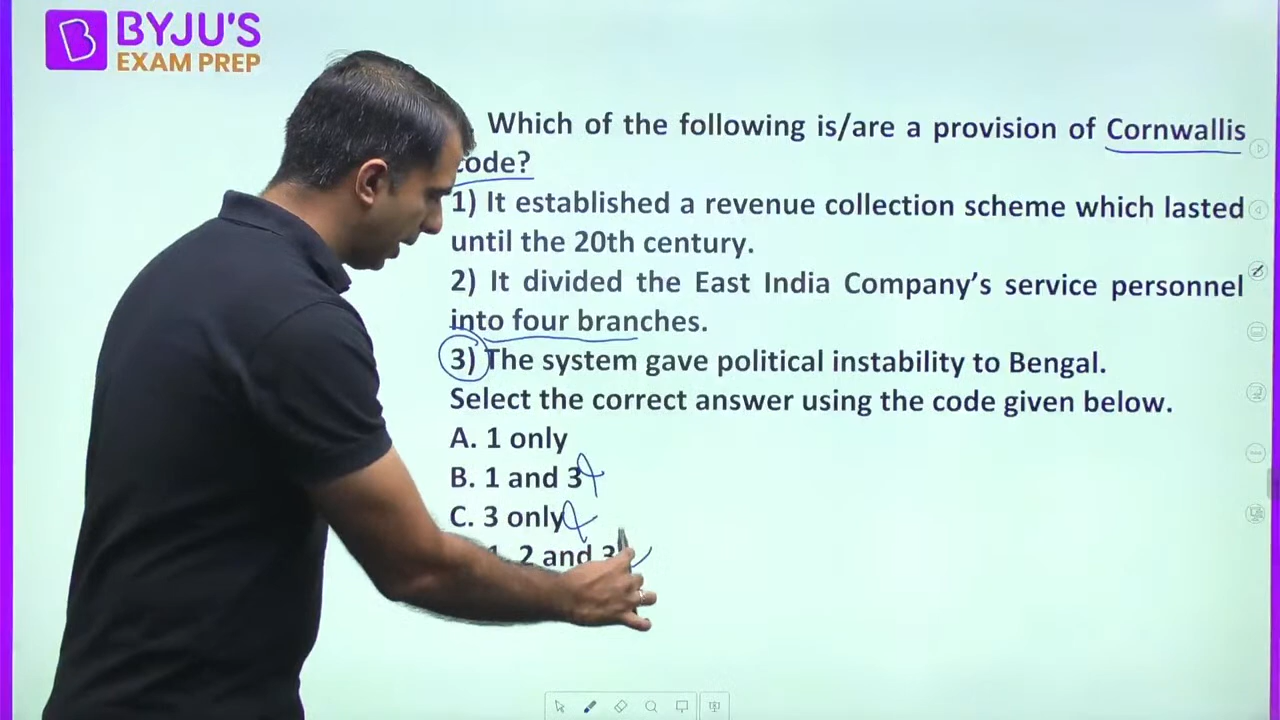 BYJU'S
EXAM PREP
Which of the following is/are a provision of Cornwallis
code?
1) It established a revenue collection scheme which lasted
until the 20th century.
2) It divided the East India Company's service personnel
into four branches.
3) The system gave political instability to Bengal.
Select the correct answer using the code given below.
A. 1 only
B. 1 and 3
C. 3 only
1, 2 and 3